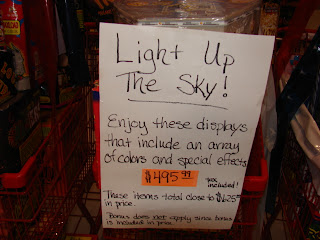 Light Up
The Sky!
Enjoy these displays
that include an array
of colors and special effects
$495.99
tax
included!
These items total close to $625⁰⁰
in price.
Bonus does not apply since bonus
is included in price.